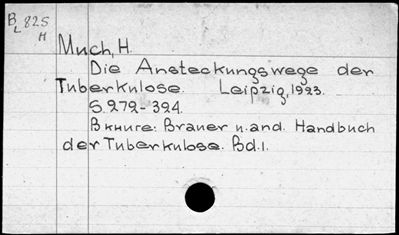 B 825
L
H
Much, H.
Die Ansteckungswege der
Tuberkulose. Leipzig, 1923.
S. 272-324.
В книге: Brauer u. and. Handbuch
der Tuberkulose. Bd. 1.